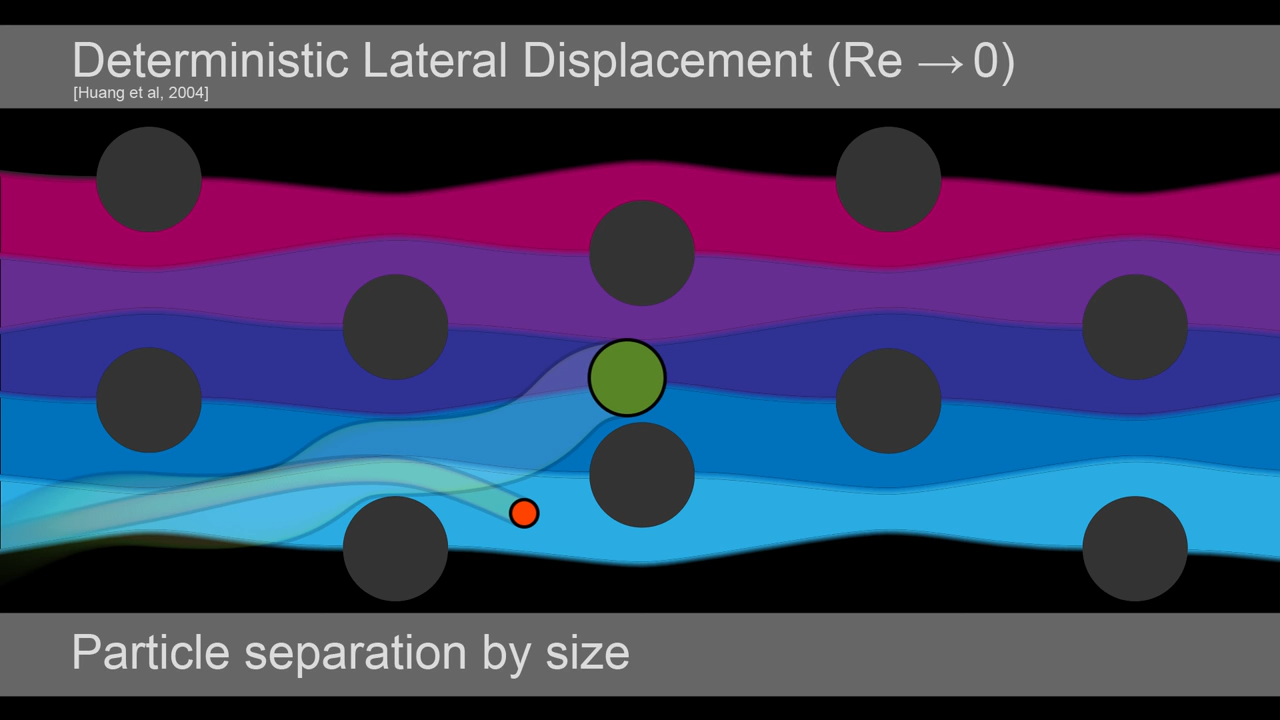 Deterministic Lateral Displacement (Re → 0)
[Huang et al, 2004]
Particle separation by size